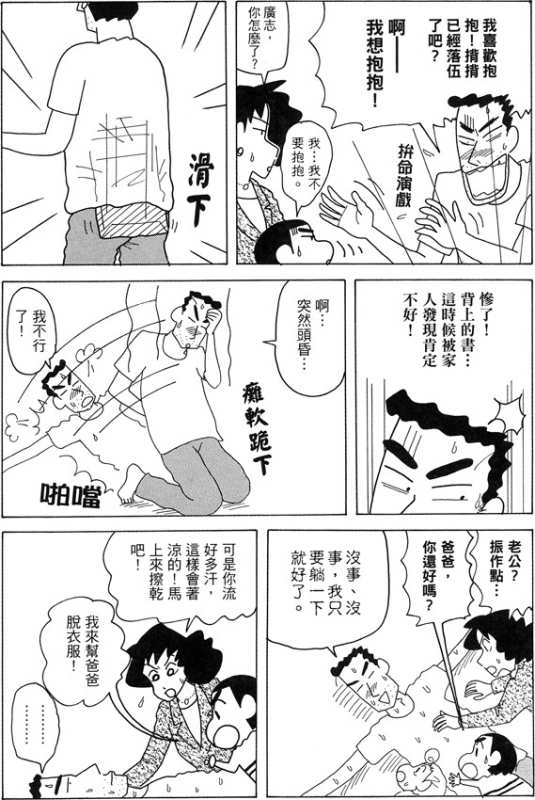 我喜歡抱
抱！揹揹
已經落伍
了吧？
啊——
我想抱抱！
廣志，
你怎麼了？
拚命演戲
我…我不
要抱抱。
滑下
慘了！
背上的書…
這時候被家
人發現肯定
不好！
啊…
突然頭昏…
癱軟跪下
我不行
了！
啪噹
老公？
振作點…
爸爸，
你還好嗎？
沒事、沒
事，我只
要躺一下
就好了。
可是你流
好多汗，
這樣會著
涼的！馬
上來擦乾
吧！
我來幫爸爸
脫衣服！
…………